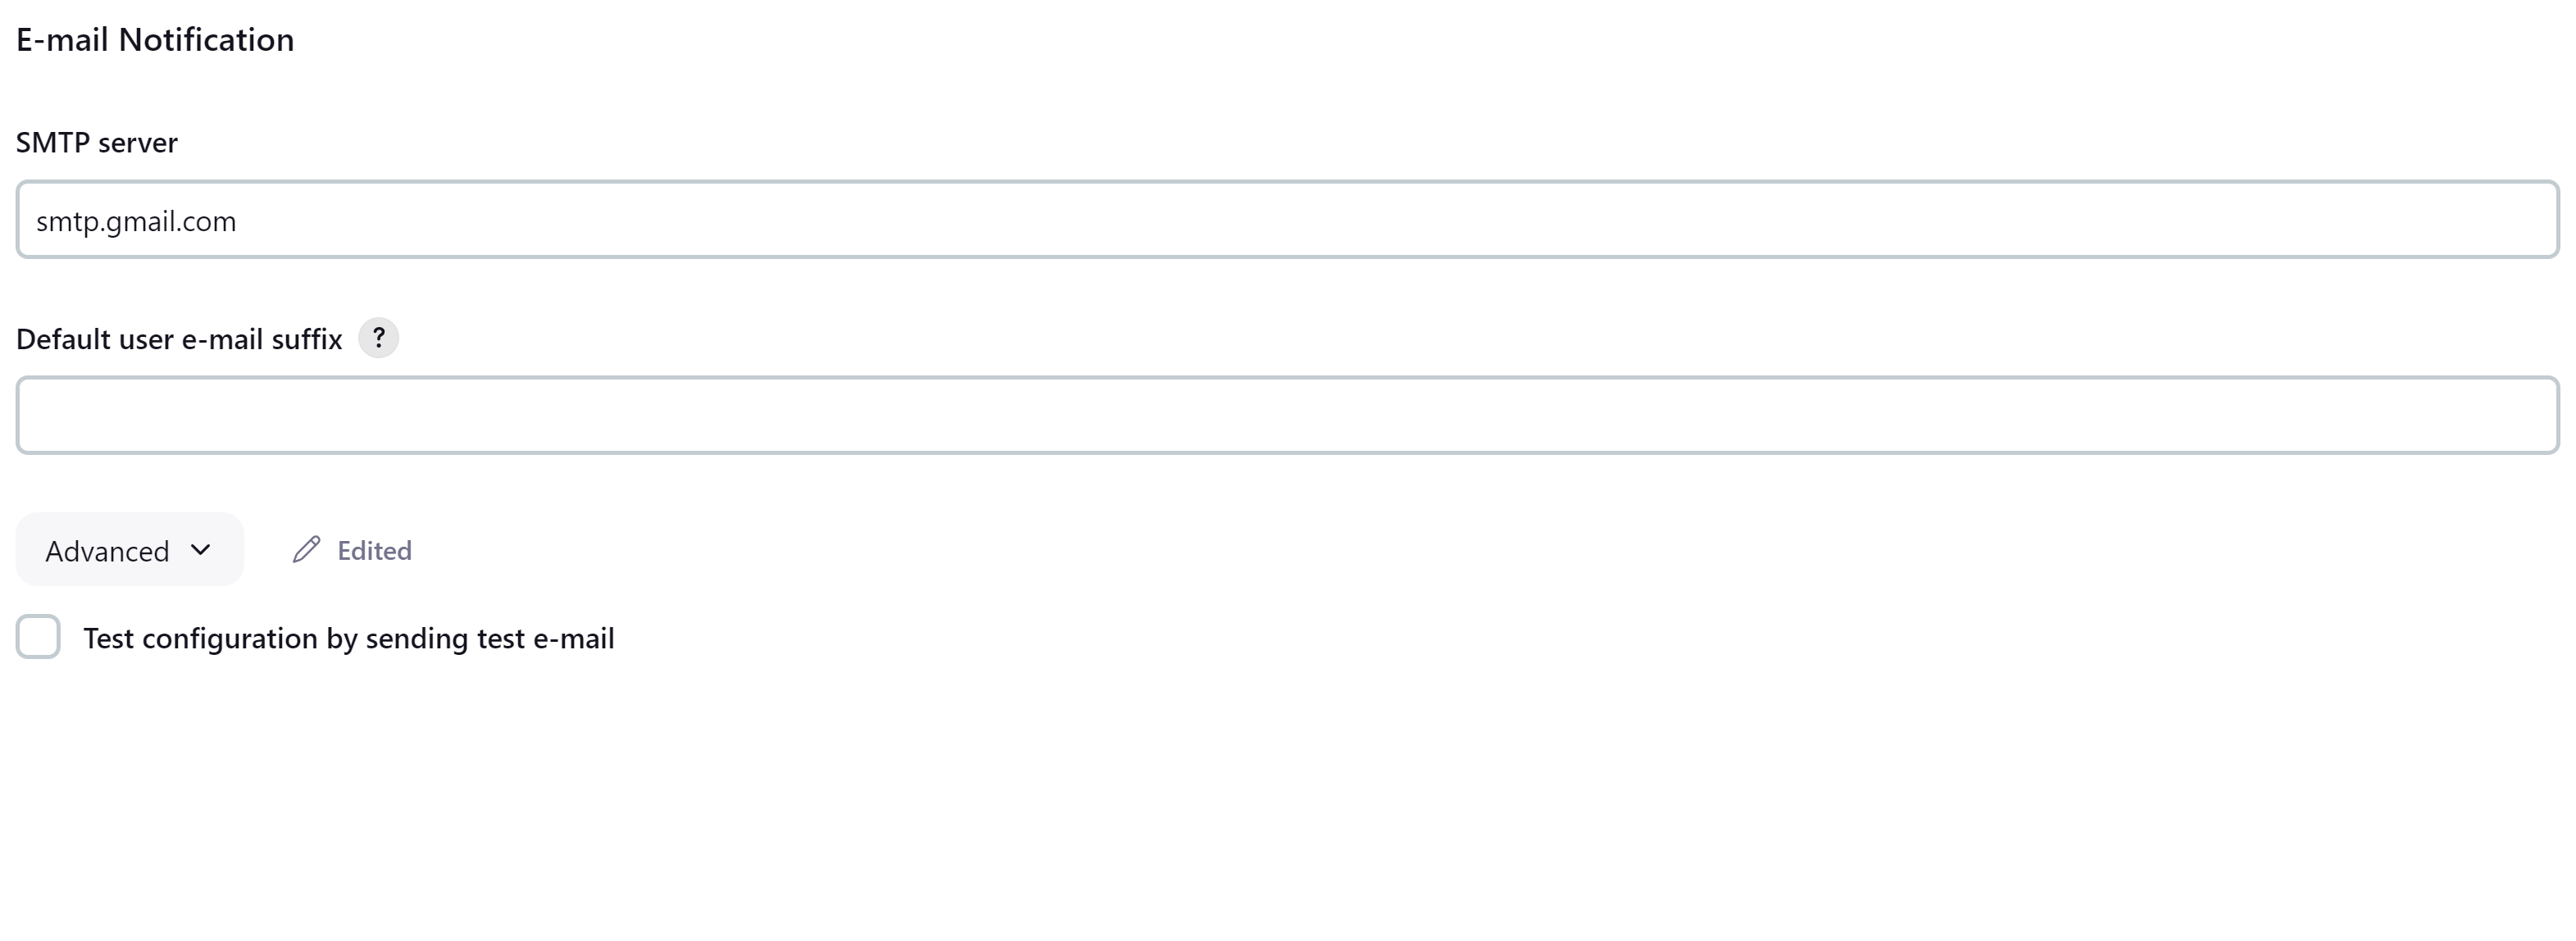 E-mail Notification
SMTP server
smtp.gmail.com
Default user e-mail suffix ?
Advanced Edited
Test configuration by sending test e-mail